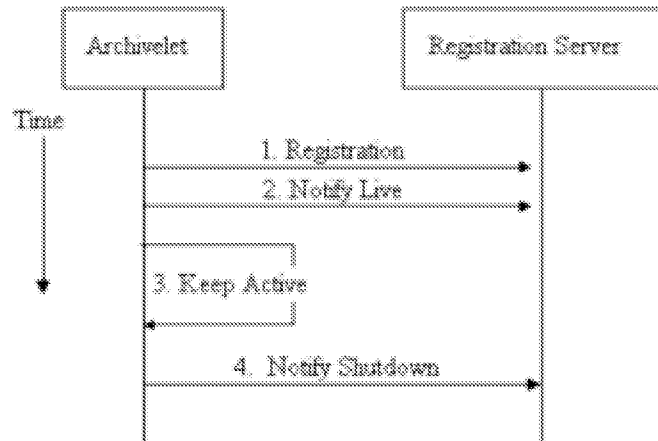 Archivelet
Registration Server
Time
1. Registration
2. Notify Live
3. Keep Active
4. Notify Shutdown